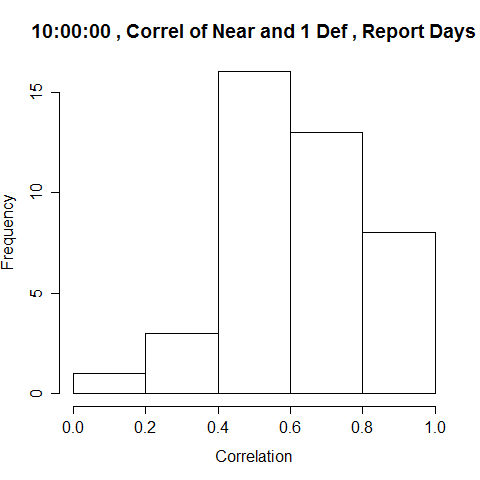 10:00:00 , Correl of Near and 1 Def , Report Days
15
10
5
0
Frequency
0.0 0.2 0.4 0.6 0.8 1.0
Correlation